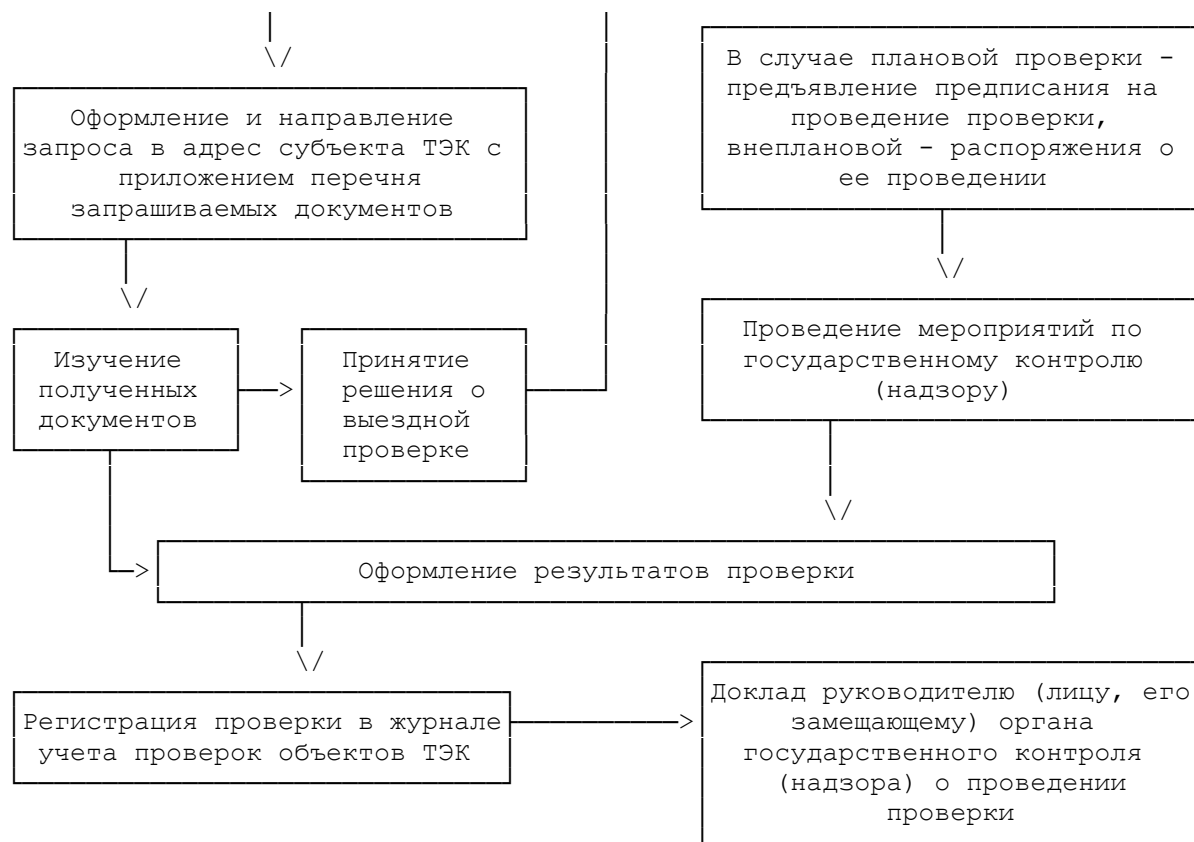 В случае плановой проверки -
предъявление предписания на
проведение проверки,
внеплановой - распоряжения о
ее проведении
Оформление и направление
запроса в адрес субъекта ТЭК с
приложением перечня
запрашиваемых документов
Изучение
полученных
документов
Принятие
решения о
выездной
проверке
Проведение мероприятий по
государственному контролю
(надзору)
Оформление результатов проверки
Регистрация проверки в журнале
учета проверок объектов ТЭК
Доклад руководителю (лицу, его
замещающему) органа
государственного контроля
(надзора) о проведении
проверки